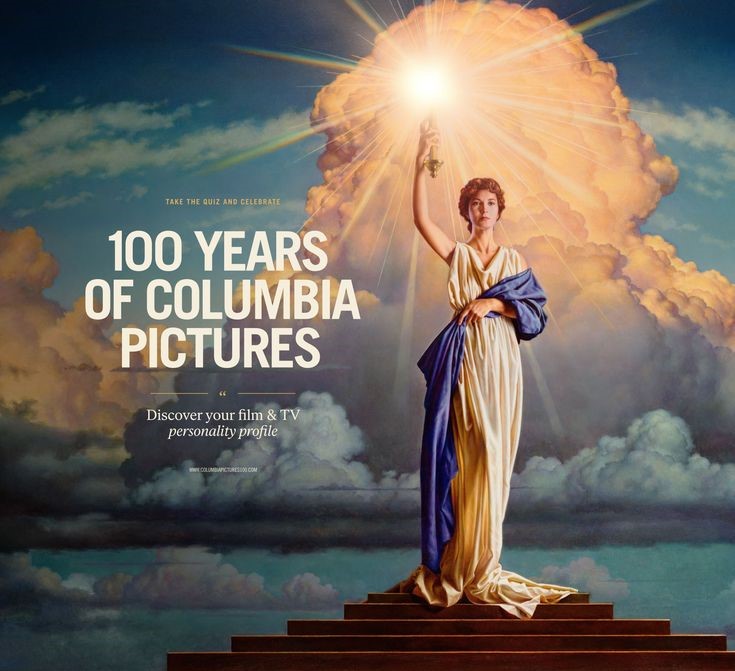 TAKE THE QUIZ AND CELEBRATE
100 YEARS
OF COLUMBIA
PICTURES
“
Discover your film & TV
personality profile
WWW.COLUMBIAPICTURES100.COM